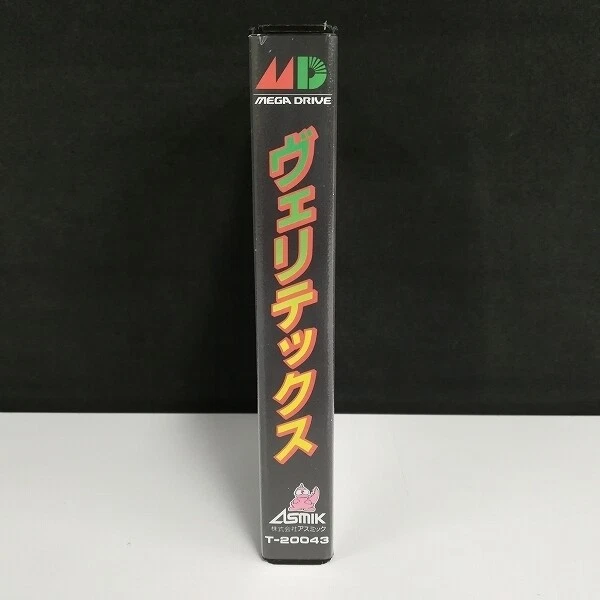 MD
MEGA DRIVE
ヴェリテックス
ASMIK
株式会社アスミック
T-20043